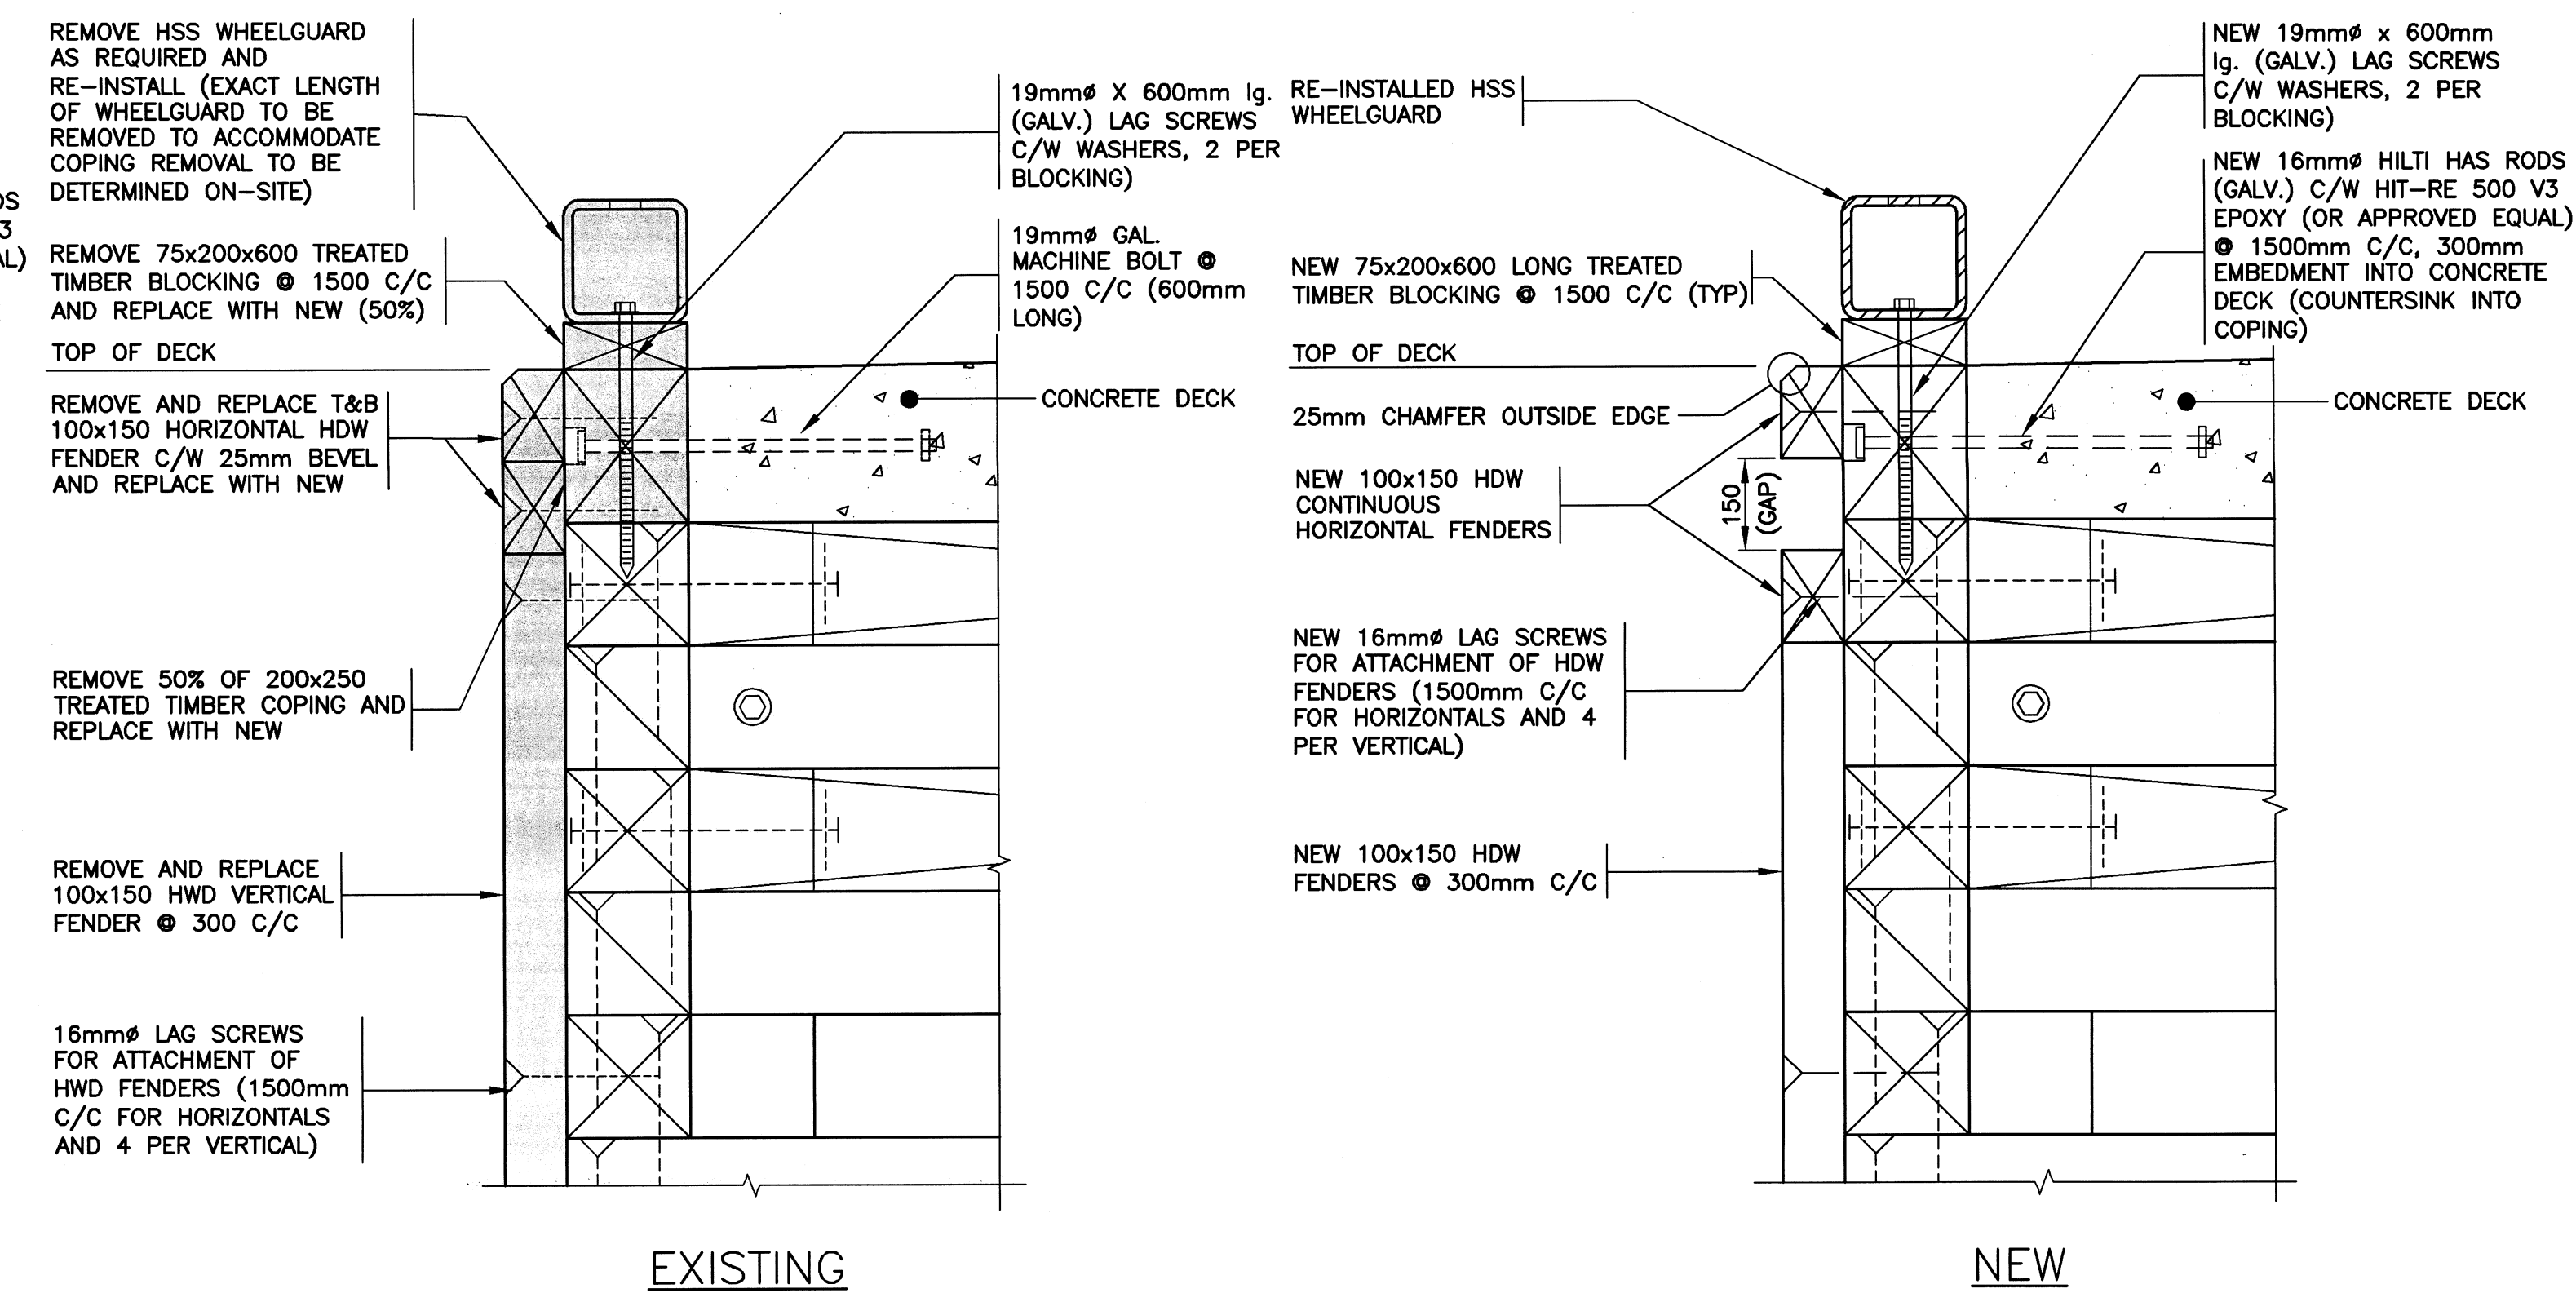 REMOVE HSS WHEELGUARD
AS REQUIRED AND
RE-INSTALL (EXACT LENGTH
OF WHEELGUARD TO BE
REMOVED TO ACCOMMODATE
COPING REMOVAL TO BE
DETERMINED ON-SITE)
REMOVE 75x200x600 TREATED
TIMBER BLOCKING @ 1500 C/C
AND REPLACE WITH NEW (50%)
TOP OF DECK
REMOVE AND REPLACE T&B
100x150 HORIZONTAL HDW
FENDER C/W 25mm BEVEL
AND REPLACE WITH NEW
REMOVE 50% OF 200x250
TREATED TIMBER COPING AND
REPLACE WITH NEW
REMOVE AND REPLACE
100x150 HWD VERTICAL
FENDER @ 300 C/C
16mmø LAG SCREWS
FOR ATTACHMENT OF
HWD FENDERS (1500mm
C/C FOR HORIZONTALS
AND 4 PER VERTICAL)
19mmø X 600mm lg.
(GALV.) LAG SCREWS
C/W WASHERS, 2 PER
BLOCKING)
19mmø GAL.
MACHINE BOLT @
1500 C/C (600mm
LONG)
CONCRETE DECK
EXISTING
RE-INSTALLED HSS
WHEELGUARD
NEW 75x200x600 LONG TREATED
TIMBER BLOCKING @ 1500 C/C (TYP)
TOP OF DECK
25mm CHAMFER OUTSIDE EDGE
NEW 100x150 HDW
CONTINUOUS
HORIZONTAL FENDERS
150
(GAP)
NEW 16mmø LAG SCREWS
FOR ATTACHMENT OF HDW
FENDERS (1500mm C/C
FOR HORIZONTALS AND 4
PER VERTICAL)
NEW 100x150 HDW
FENDERS @ 300mm C/C
NEW 19mmø x 600mm
lg. (GALV.) LAG SCREWS
C/W WASHERS, 2 PER
BLOCKING)
NEW 16mmø HILTI HAS RODS
(GALV.) C/W HIT-RE 500 V3
EPOXY (OR APPROVED EQUAL)
@ 1500mm C/C, 300mm
EMBEDMENT INTO CONCRETE
DECK (COUNTERSINK INTO
COPING)
CONCRETE DECK
NEW